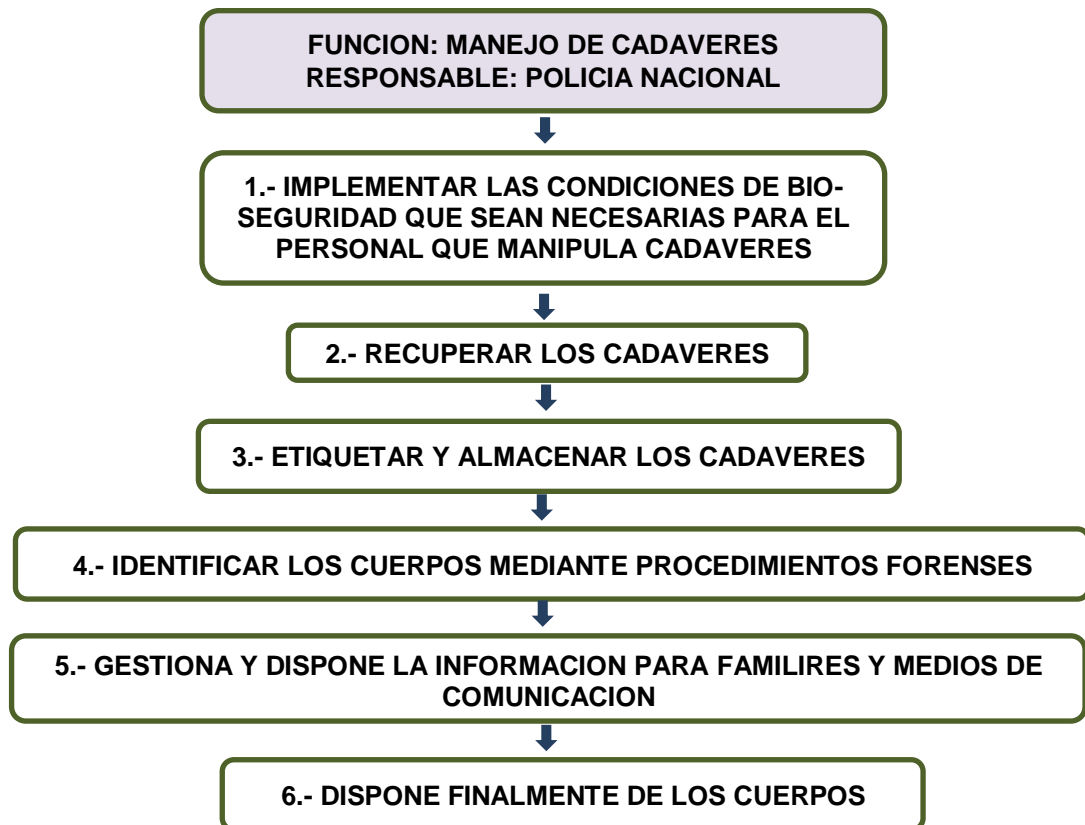 FUNCION: MANEJO DE CADAVERES
RESPONSABLE: POLICIA NACIONAL
1.- IMPLEMENTAR LAS CONDICIONES DE BIO-
SEGURIDAD QUE SEAN NECESARIAS PARA EL
PERSONAL QUE MANIPULA CADAVERES
2.- RECUPERAR LOS CADAVERES
3.- ETIQUETAR Y ALMACENAR LOS CADAVERES
4.- IDENTIFICAR LOS CUERPOS MEDIANTE PROCEDIMIENTOS FORENSES
5.- GESTIONA Y DISPONE LA INFORMACION PARA FAMILIRES Y MEDIOS DE
COMUNICACION
6.- DISPONE FINALMENTE DE LOS CUERPOS